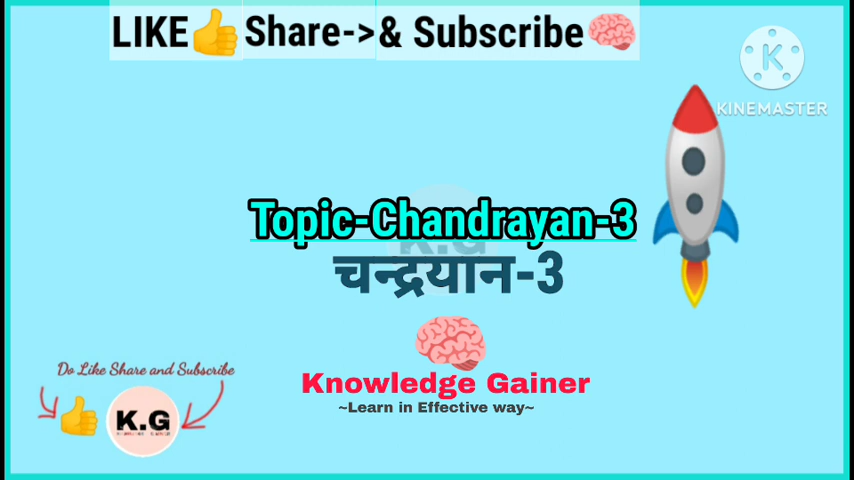 LIKE👍Share->& Subscribe🧠
KINEMASTER
Topic-Chandrayan-3
चन्द्रयान-3
Knowledge Gainer
~Learn in Effective way~
Do Like Share and Subscribe
K.G